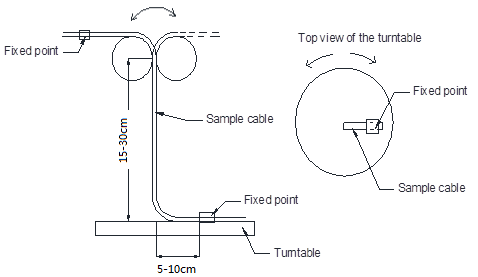 Top view of the turntable
Fixed point
Fixed point
Sample cable
15-30cm
Sample cable
Fixed point
Turntable
5-10cm